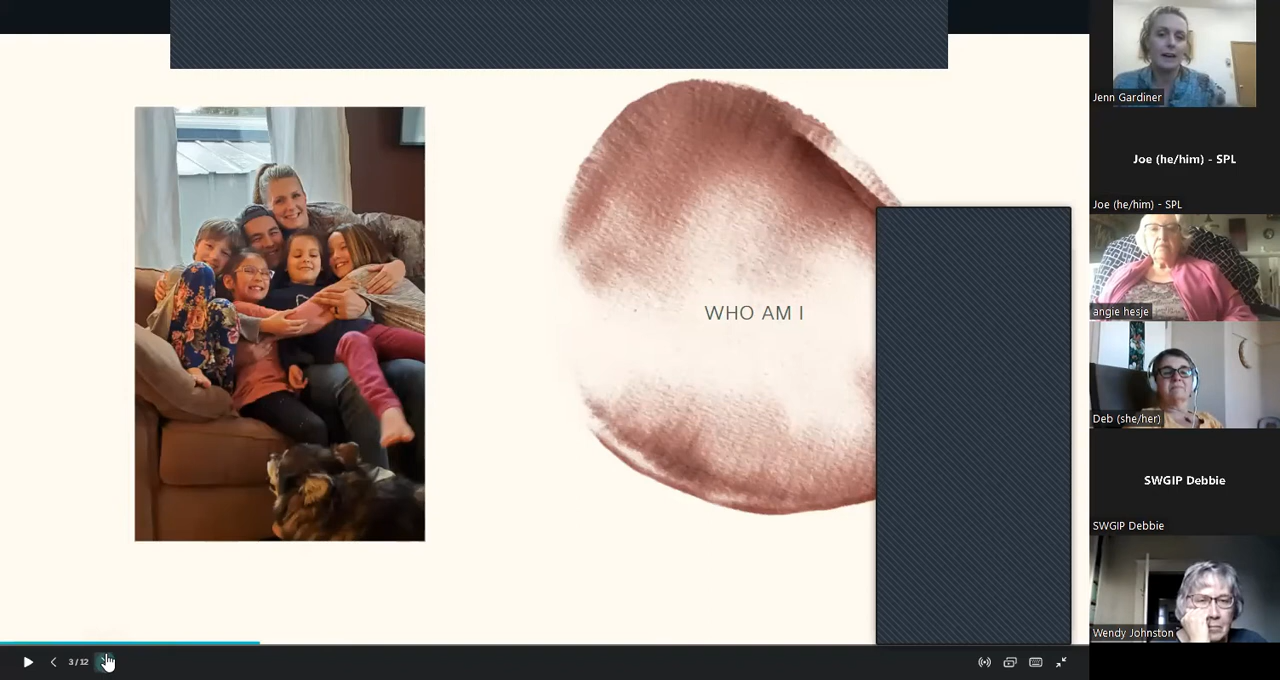 WHO AM I
3 / 12
Jenn Gardiner
Joe (he/him) - SPL
Joe (he/him) - SPL
angie hesje
Deb (she/her)
SWGIP Debbie
SWGIP Debbie
Wendy Johnston